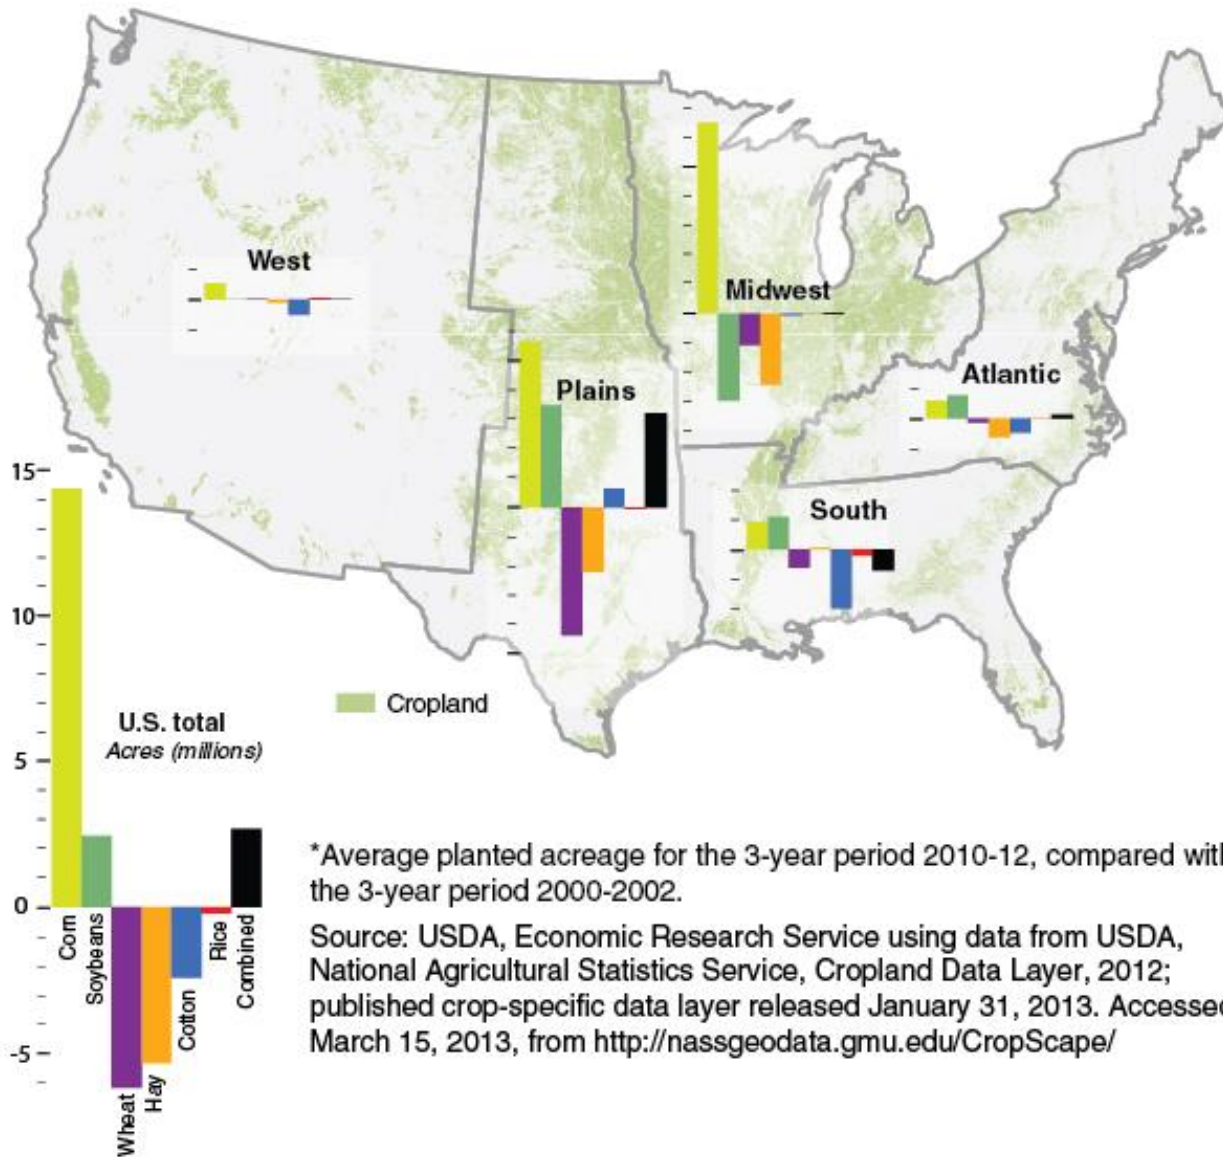 West
Midwest
Plains
Atlantic
South
Cropland
U.S. total
Acres (millions)
15
10
5
0
-5
Corn
Soybeans
Wheat
Hay
Cotton
Rice
Combined
*Average planted acreage for the 3-year period 2010-12, compared with
the 3-year period 2000-2002.
Source: USDA, Economic Research Service using data from USDA,
National Agricultural Statistics Service, Cropland Data Layer, 2012;
published crop-specific data layer released January 31, 2013. Accessed
March 15, 2013, from http://nassgeodata.gmu.edu/CropScape/